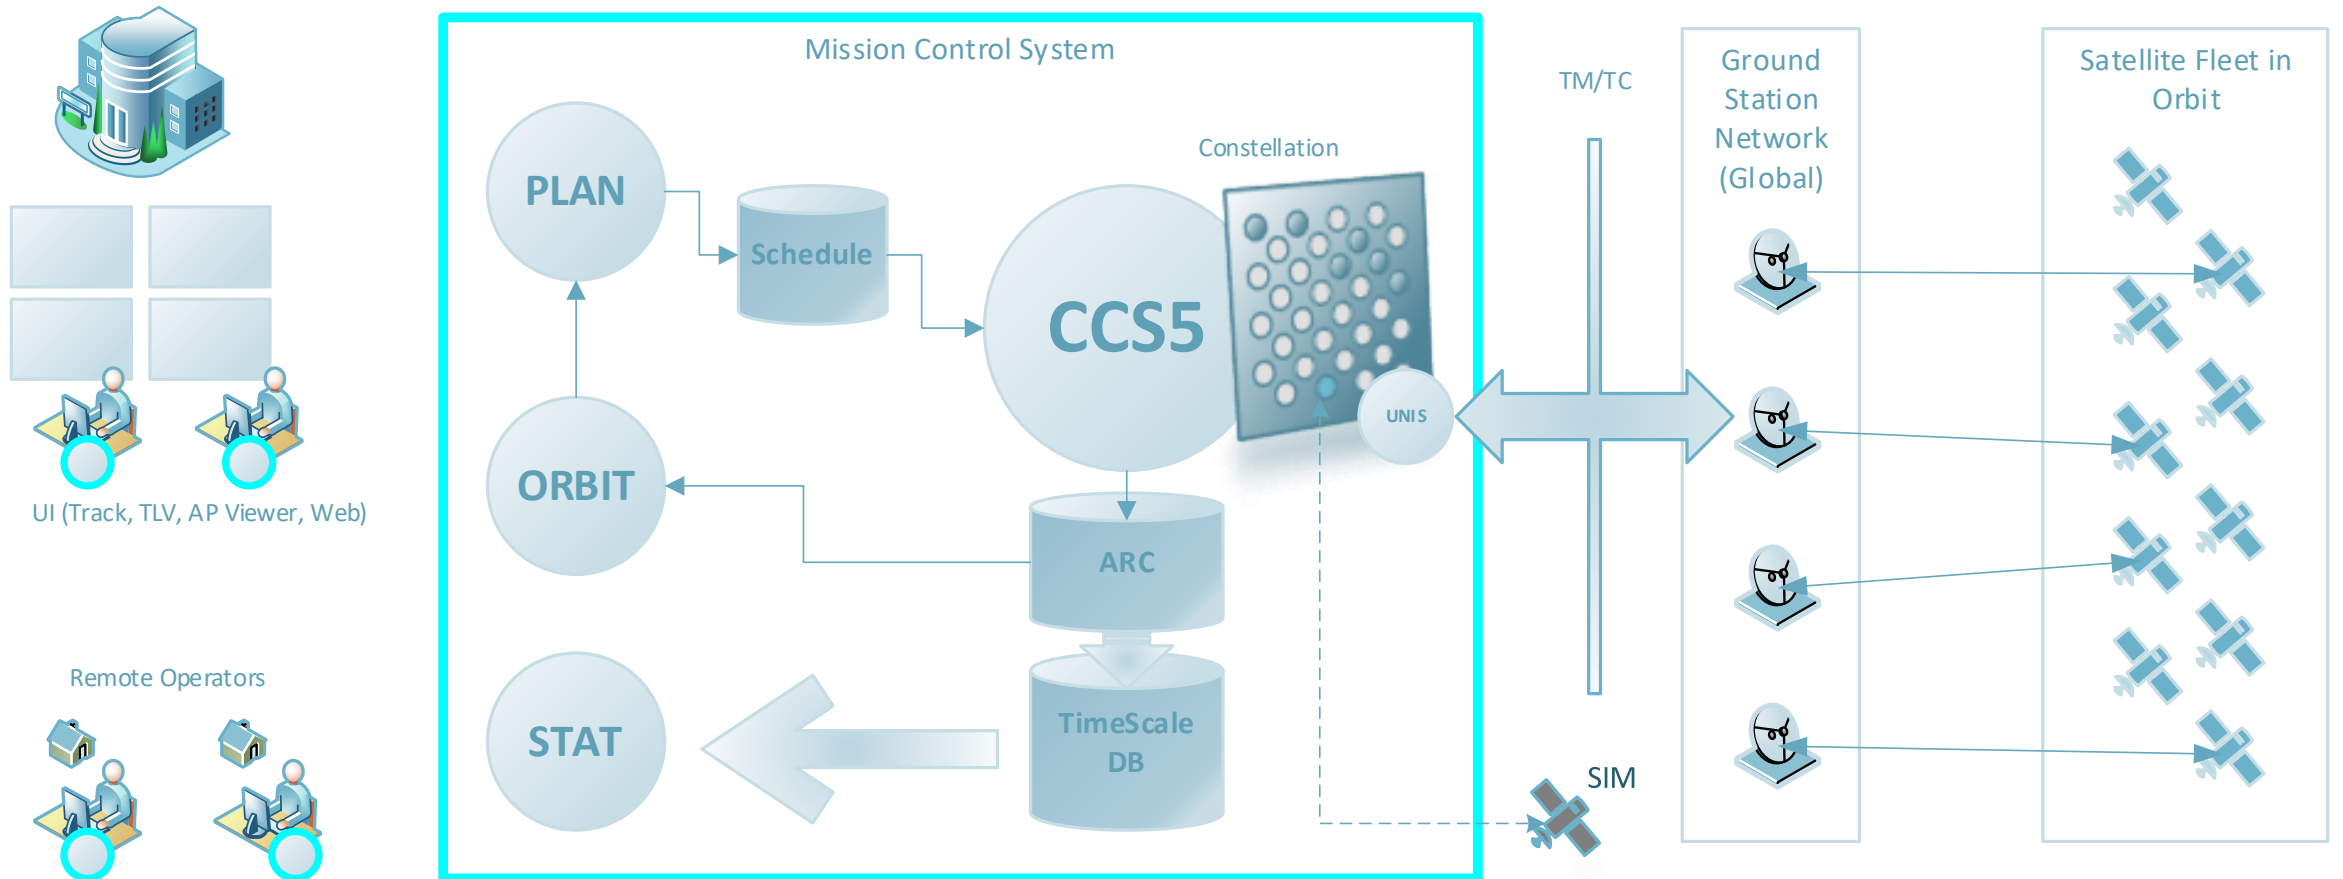 Mission Control System
TM/TC
Ground
Station
Network
(Global)
Satellite Fleet in
Orbit
Constellation
PLAN
Schedule
CCS5
UNIS
ORBIT
UI (Track, TLV, AP Viewer, Web)
ARC
Remote Operators
STAT
TimeScale
DB
SIM